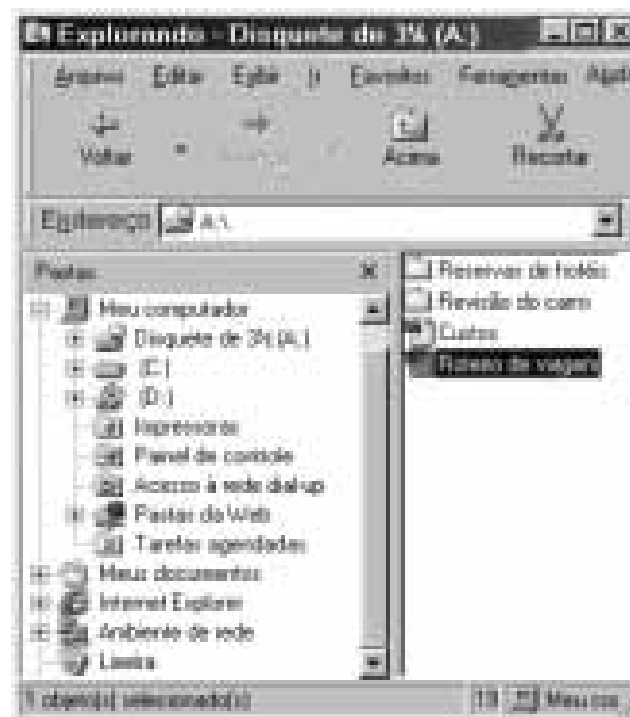 Explorando - Disquete de 3½ (A:)
Arquivo Editar Exibir Ir Favoritos Ferramentas
Voltar Acima Recortar
Endereço A:\
Pastas
Meu computador
Disquete de 3½ (A:)
(C:)
(D:)
Impressoras
Painel de controle
Acesso à rede dial-up
Pastas da Web
Tarefas agendadas
Meus documentos
Internet Explorer
Ambiente de rede
Lixeira
Reservas de hotéis
Revisão do carro
Custos
Roteiro de viagem
1 objeto(s) selecionado(s)
Meu